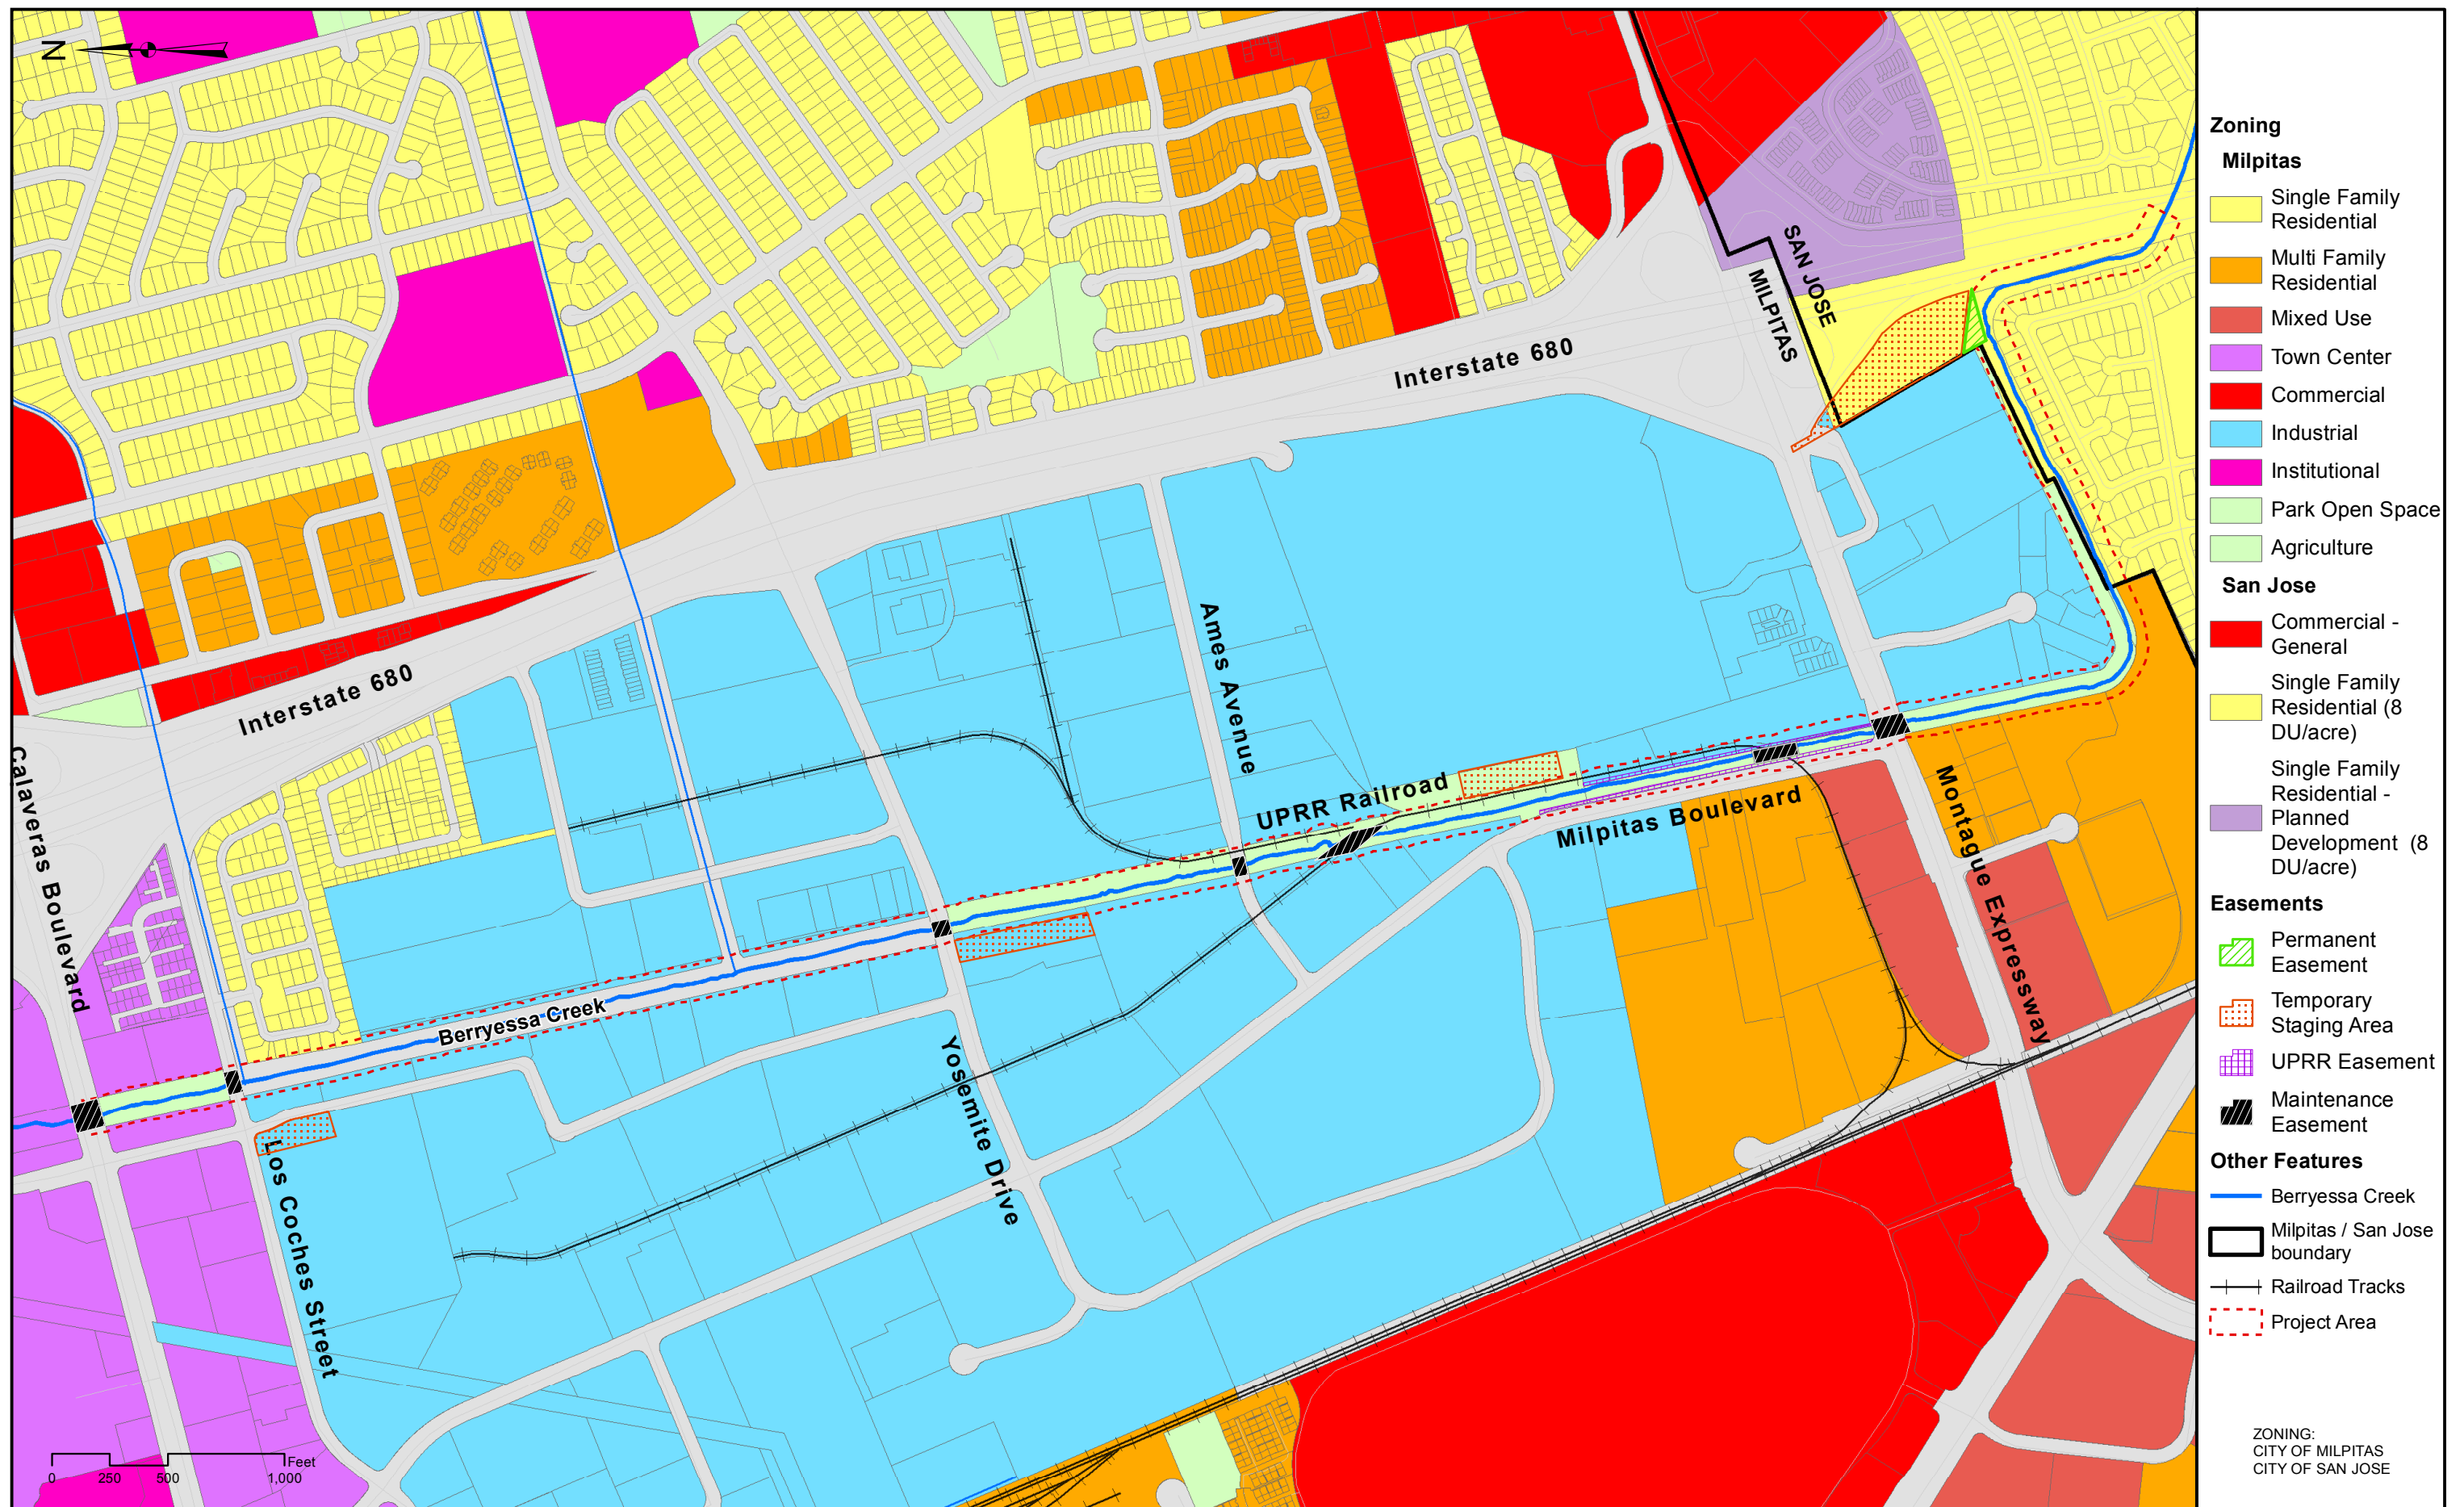 N
SAN JOSE
MILPITAS
Interstate 680
Interstate 680
Ames Avenue
UPRR Railroad
Milpitas Boulevard
Montague Expressway
Calaveras Boulevard
Berryessa Creek
Yosemite Drive
Los Coches Street
Feet
0 250 500 1,000
Zoning
Milpitas
Single Family
Residential
Multi Family
Residential
Mixed Use
Town Center
Commercial
Industrial
Institutional
Park Open Space
Agriculture
San Jose
Commercial -
General
Single Family
Residential (8
DU/acre)
Single Family
Residential -
Planned
Development (8
DU/acre)
Easements
Permanent
Easement
Temporary
Staging Area
UPRR Easement
Maintenance
Easement
Other Features
Berryessa Creek
Milpitas / San Jose
boundary
Railroad Tracks
Project Area
ZONING:
CITY OF MILPITAS
CITY OF SAN JOSE